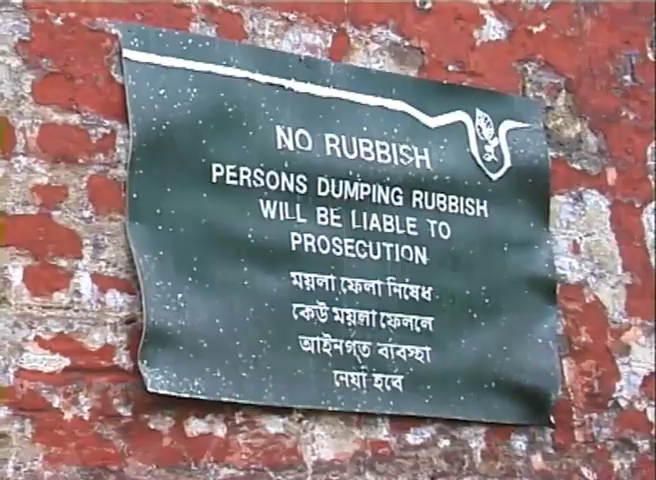 NO RUBBISH
PERSONS DUMPING RUBBISH
WILL BE LIABLE TO
PROSECUTION
ময়লা ফেলা নিষেধ
কেউ ময়লা ফেললে
আইনগত ব্যবস্থা
নেয়া হবে